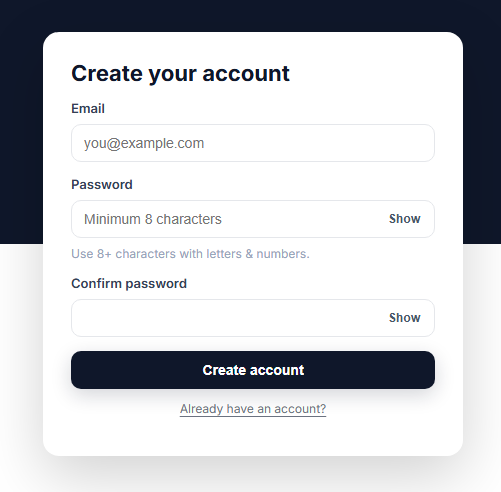 Create your account
Email
you@example.com
Password
Minimum 8 characters
Show
Use 8+ characters with letters & numbers.
Confirm password
Show
Create account
Already have an account?